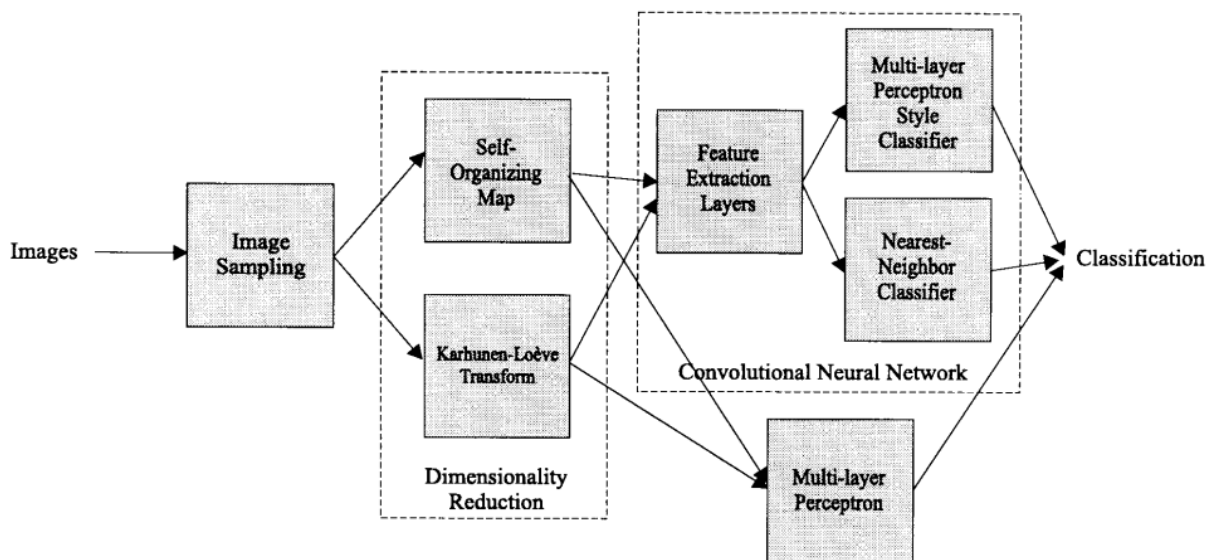 Images
Image
Sampling
Self-
Organizing
Map
Karhunen-Loève
Transform
Dimensionality
Reduction
Feature
Extraction
Layers
Multi-layer
Perceptron
Style
Classifier
Nearest-
Neighbor
Classifier
Convolutional Neural Network
Multi-layer
Perceptron
Classification